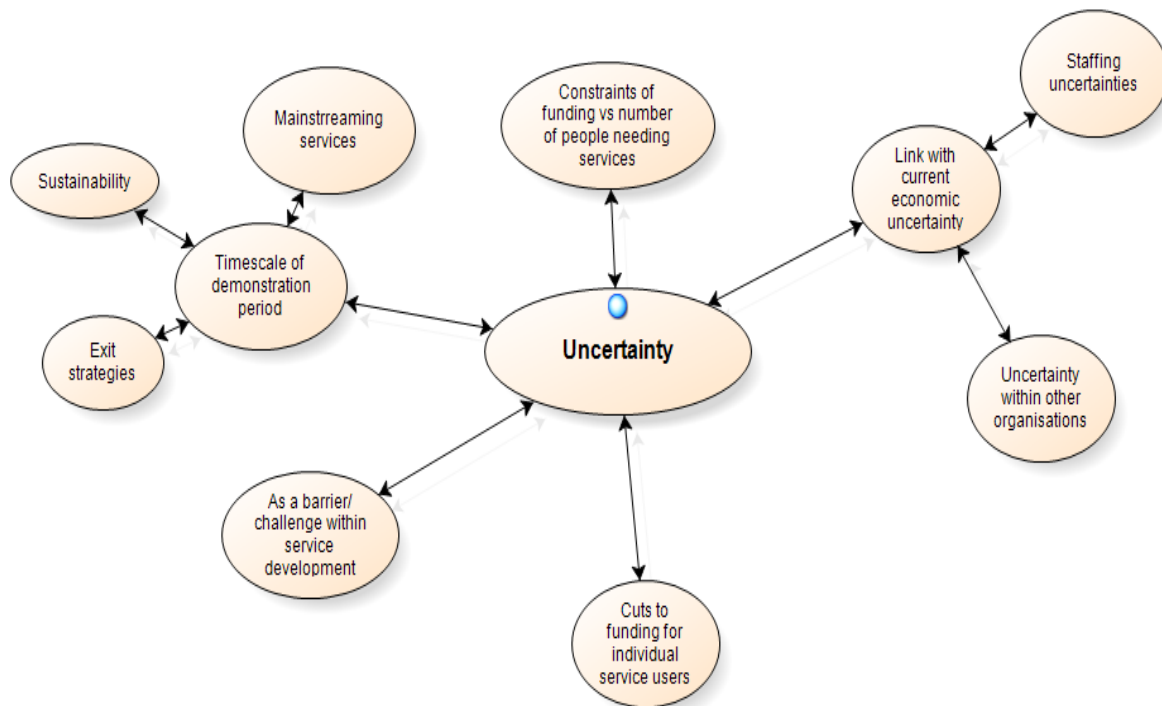 Staffing
uncertainties
Mainstrreaming
services
Constraints of
funding vs number
of people needing
services
Link with
current
economic
uncertainty
Sustainability
Timescale of
demonstration
period
Exit
strategies
Uncertainty
Uncertainty
within other
organisations
As a barrier/
challenge within
service
development
Cuts to
funding for
individual
service users